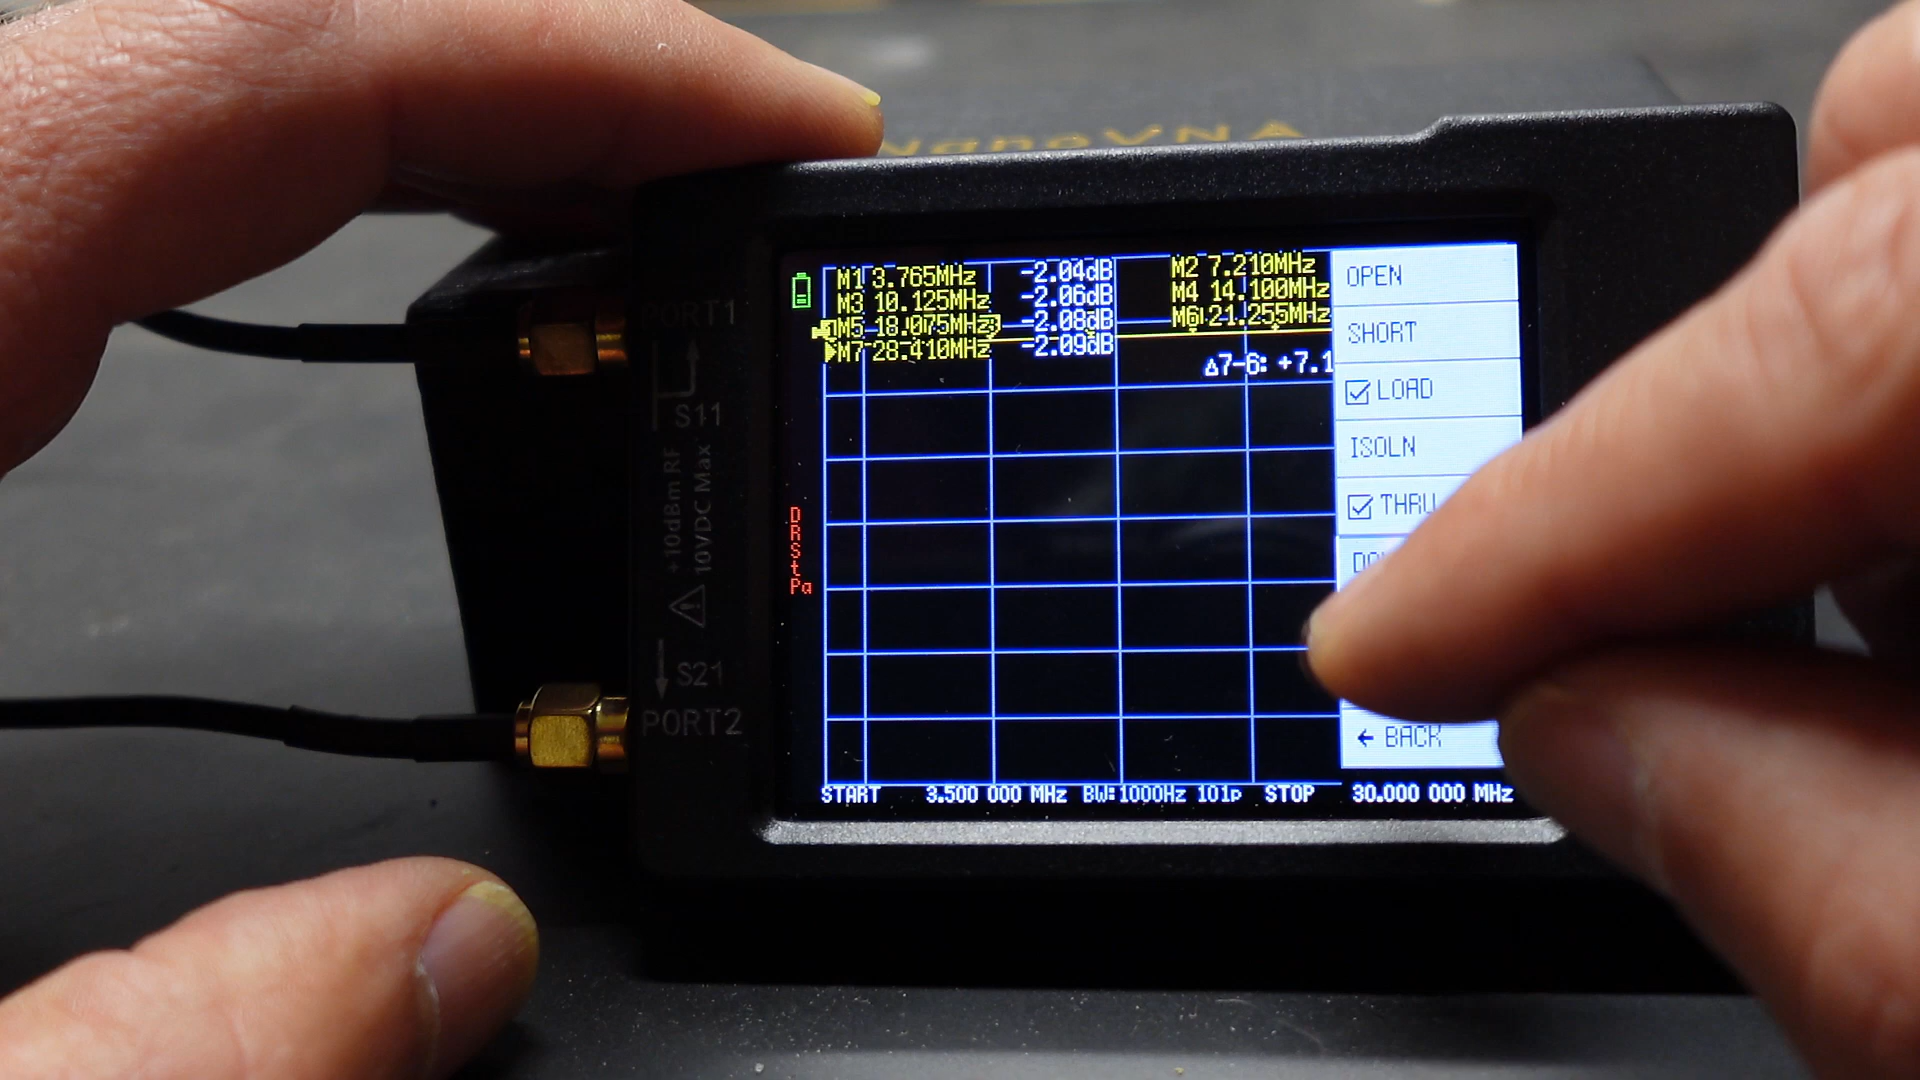 NanoVNA
M1 3.765MHz -2.04dB M2 7.210MHz
M3 10.125MHz -2.06dB M4 14.100MHz
M5 18.075MHz -2.08dB M6 21.255MHz
M7 28.410MHz -2.09dB
Δ7-6: +7.1
OPEN
SHORT
LOAD
ISOLN
THRU
← BACK
D
R
S
t
Pa
START 3.500 000 MHz BW:1000Hz 101p STOP 30.000 000 MHz
PORT1
S11
+10dBm RF
10VDC Max
S21
PORT2